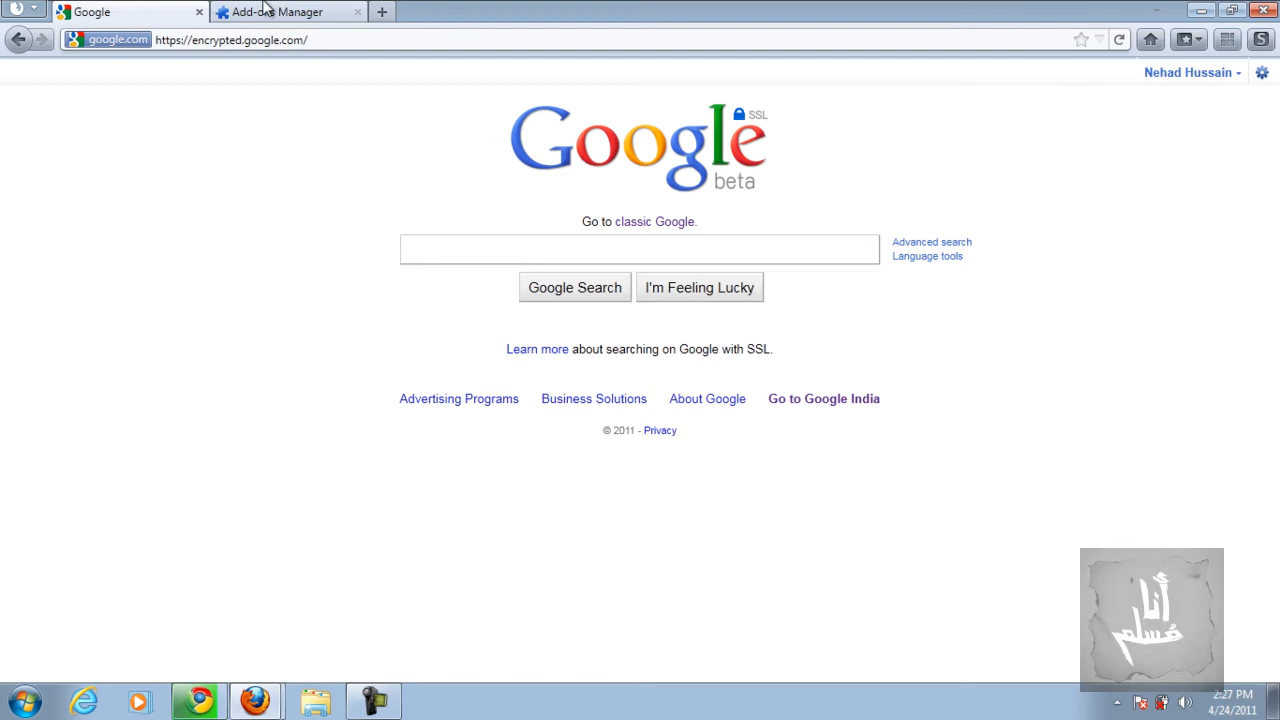 Google
Add-ons Manager
google.com https://encrypted.google.com/
Nehad Hussain
Google
SSL
beta
Go to classic Google.
Advanced search
Language tools
Google Search
I'm Feeling Lucky
Learn more about searching on Google with SSL.
Advertising Programs Business Solutions About Google Go to Google India
© 2011 - Privacy
أنا
مُسلم
2:27 PM
4/24/2011